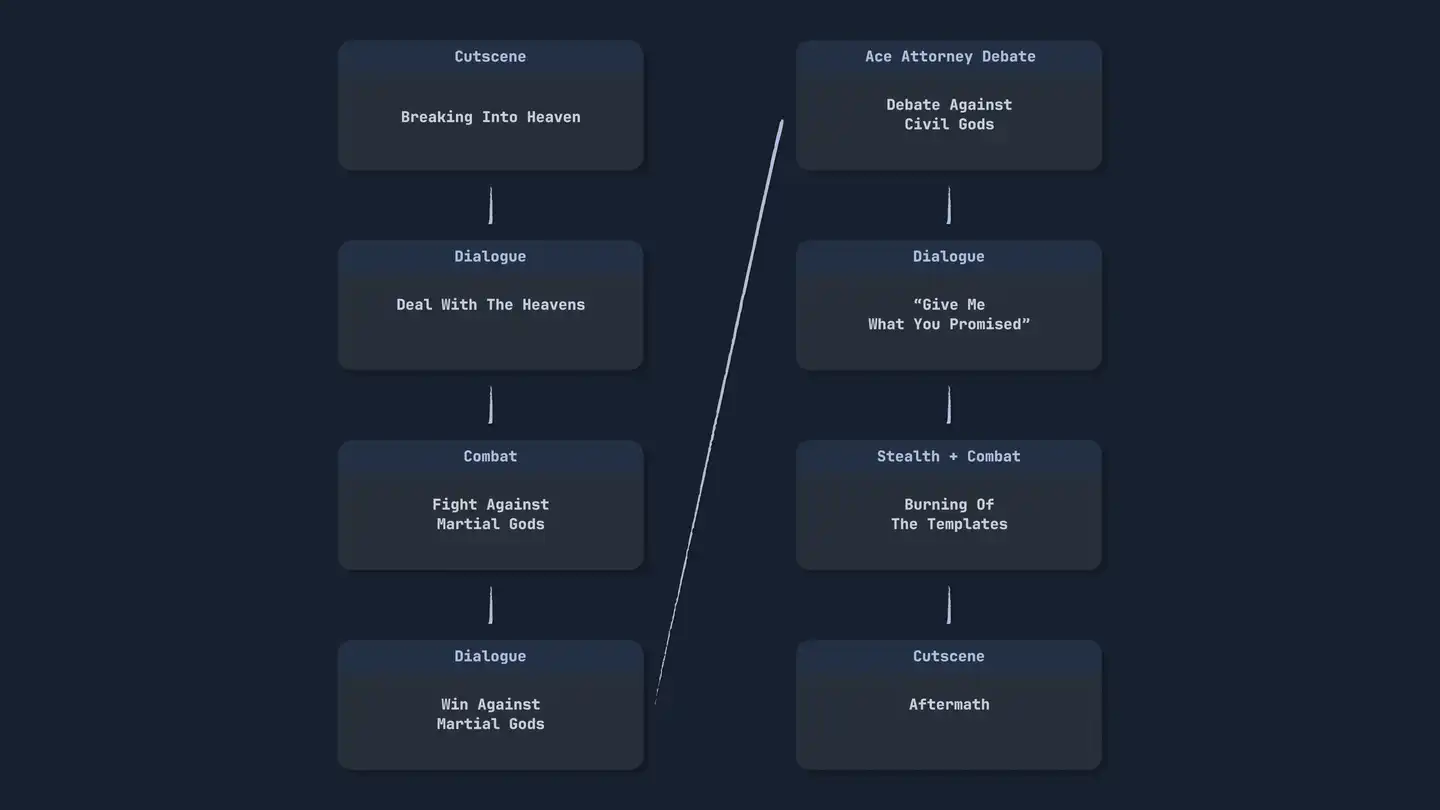 Cutscene
Breaking Into Heaven
Dialogue
Deal With The Heavens
Combat
Fight Against
Martial Gods
Dialogue
Win Against
Martial Gods
Ace Attorney Debate
Debate Against
Civil Gods
Dialogue
“Give Me
What You Promised”
Stealth + Combat
Burning Of
The Templates
Cutscene
Aftermath